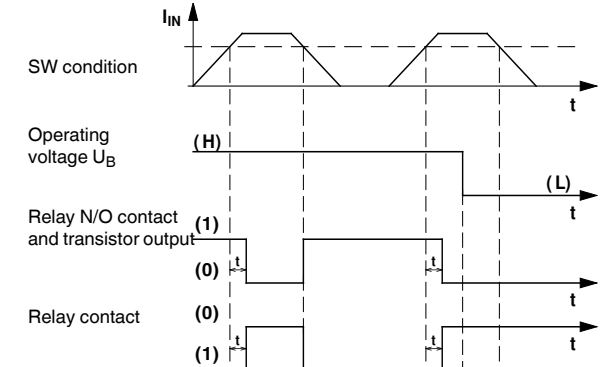 I_IN
SW condition
t
Operating
voltage U_B
(H)
(L)
t
Relay N/O contact
and transistor output
(1)
(0)
t
t
t
Relay contact
(0)
(1)
t
t
t